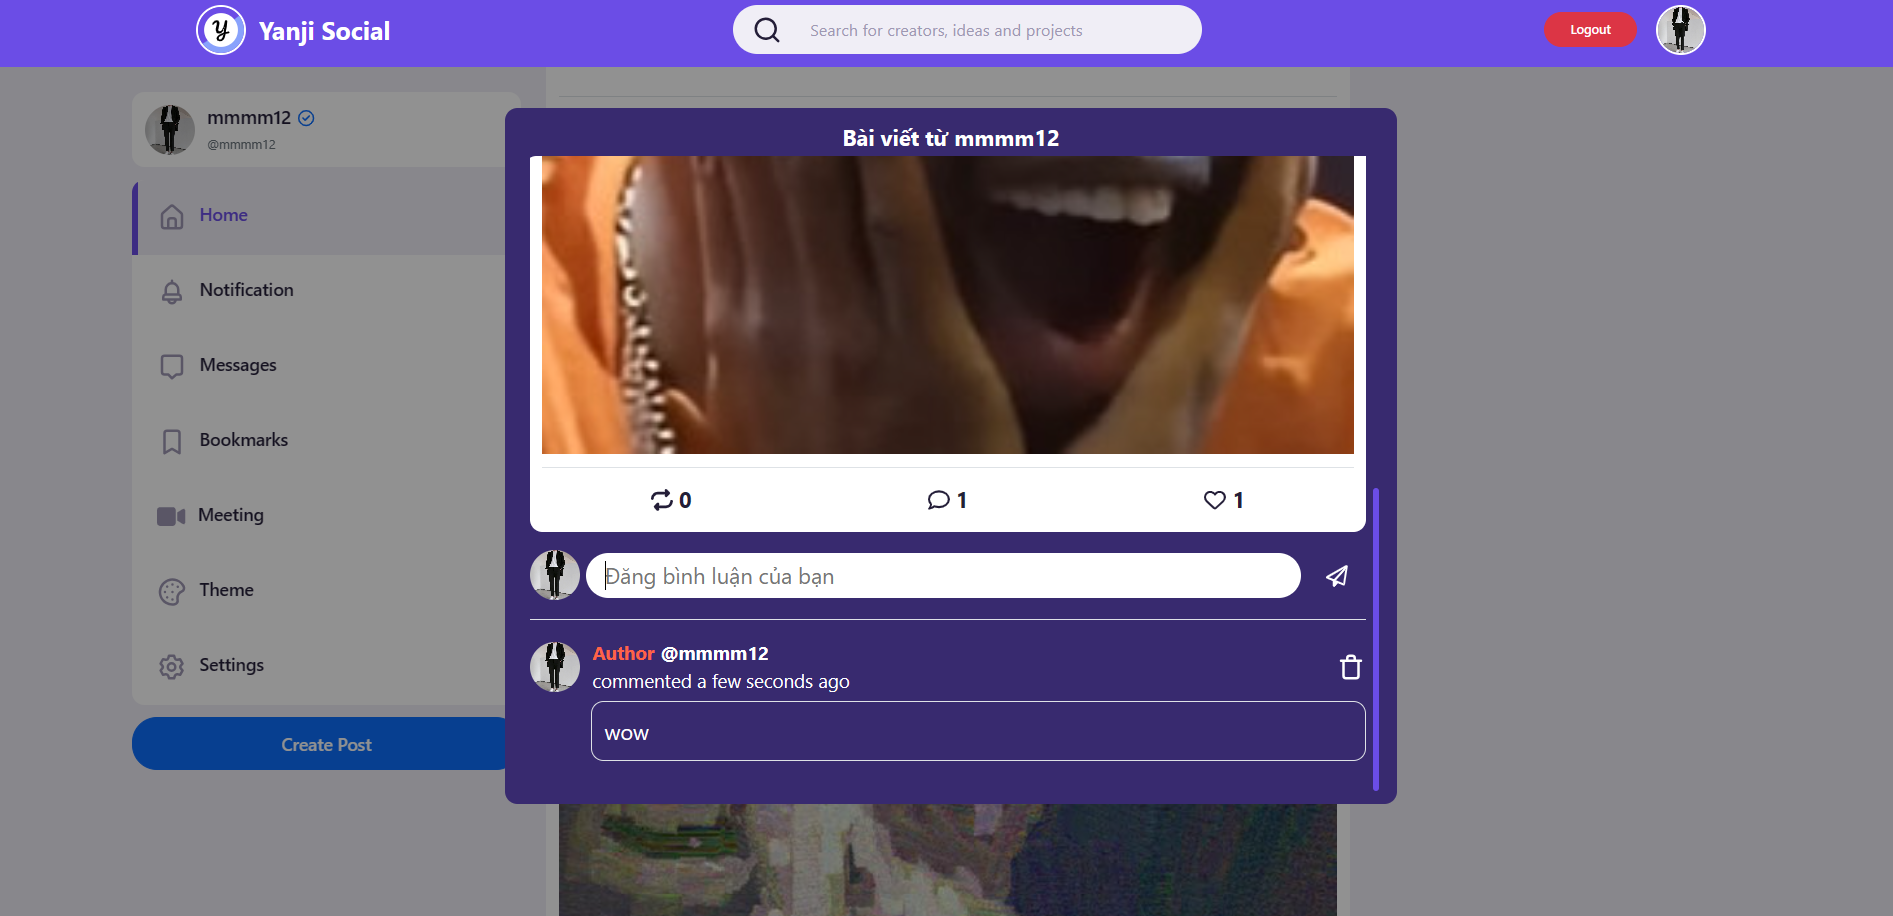 Yanji Social
Search for creators, ideas and projects
Logout
mmmm12
@mmmm12
Home
Notification
Messages
Bookmarks
Meeting
Theme
Settings
Create Post
Bài viết từ mmmm12
0
1
1
Đăng bình luận của bạn
Author @mmmm12
commented a few seconds ago
wow